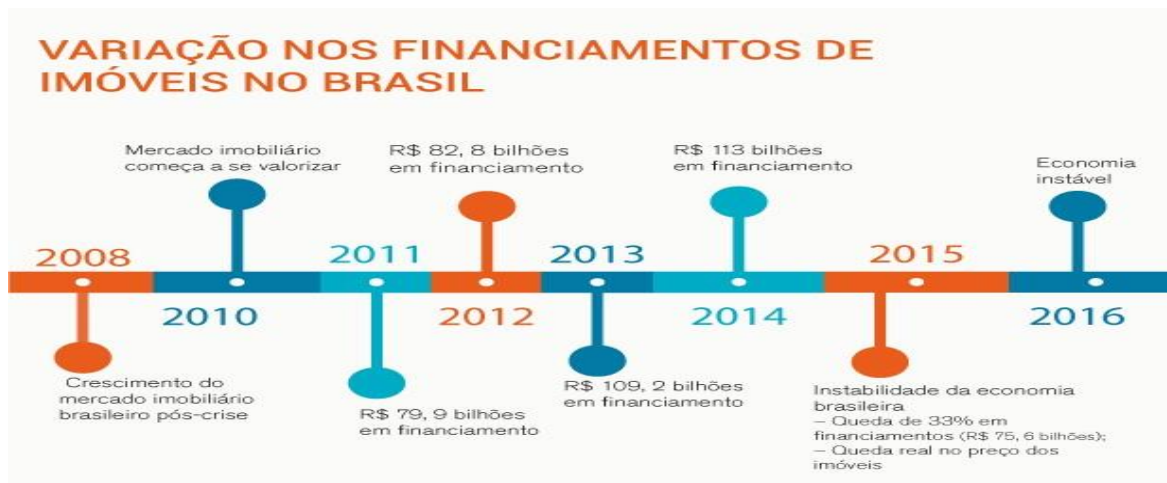 VARIAÇÃO NOS FINANCIAMENTOS DE
IMÓVEIS NO BRASIL
2008
Crescimento do
mercado imobiliário
brasileiro pós-crise
Mercado imobiliário
começa a se valorizar
2010
2011
R$ 79, 9 bilhões
em financiamento
R$ 82, 8 bilhões
em financiamento
2012
2013
R$ 109, 2 bilhões
em financiamento
R$ 113 bilhões
em financiamento
2014
2015
Instabilidade da economia
brasileira
– Queda de 33% em
financiamentos (R$ 75, 6 bilhões);
– Queda real no preço dos
imóveis
Economia
instável
2016